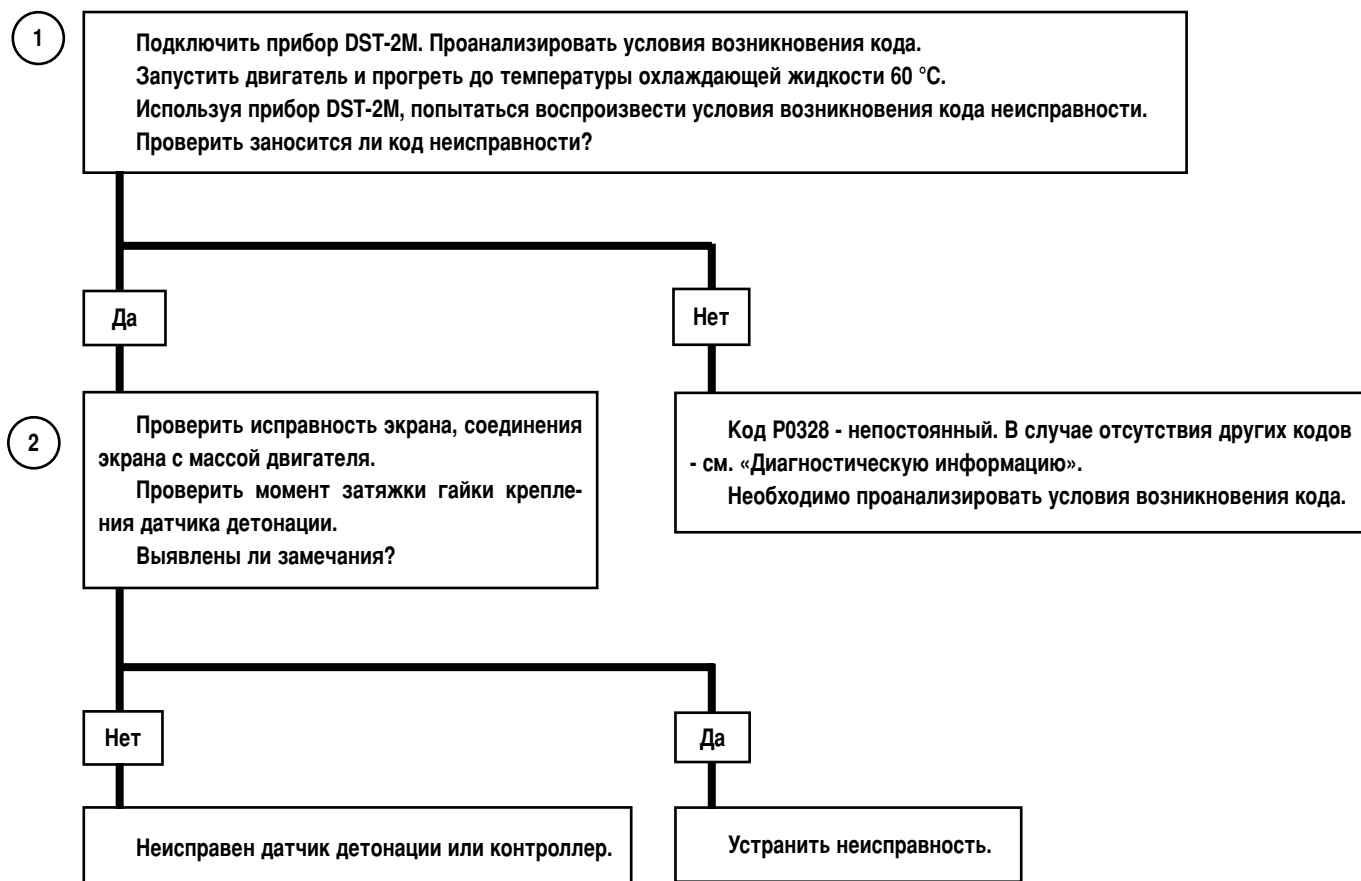 1
Подключить прибор DST-2M. Проанализировать условия возникновения кода.
Запустить двигатель и прогреть до температуры охлаждающей жидкости 60 °С.
Используя прибор DST-2M, попытаться воспроизвести условия возникновения кода неисправности.
Проверить заносится ли код неисправности?
Да
Нет
2
Проверить исправность экрана, соединения
экрана с массой двигателя.
Проверить момент затяжки гайки крепле-
ния датчика детонации.
Выявлены ли замечания?
Код Р0328 - непостоянный. В случае отсутствия других кодов
- см. «Диагностическую информацию».
Необходимо проанализировать условия возникновения кода.
Нет
Да
Неисправен датчик детонации или контроллер.
Устранить неисправность.